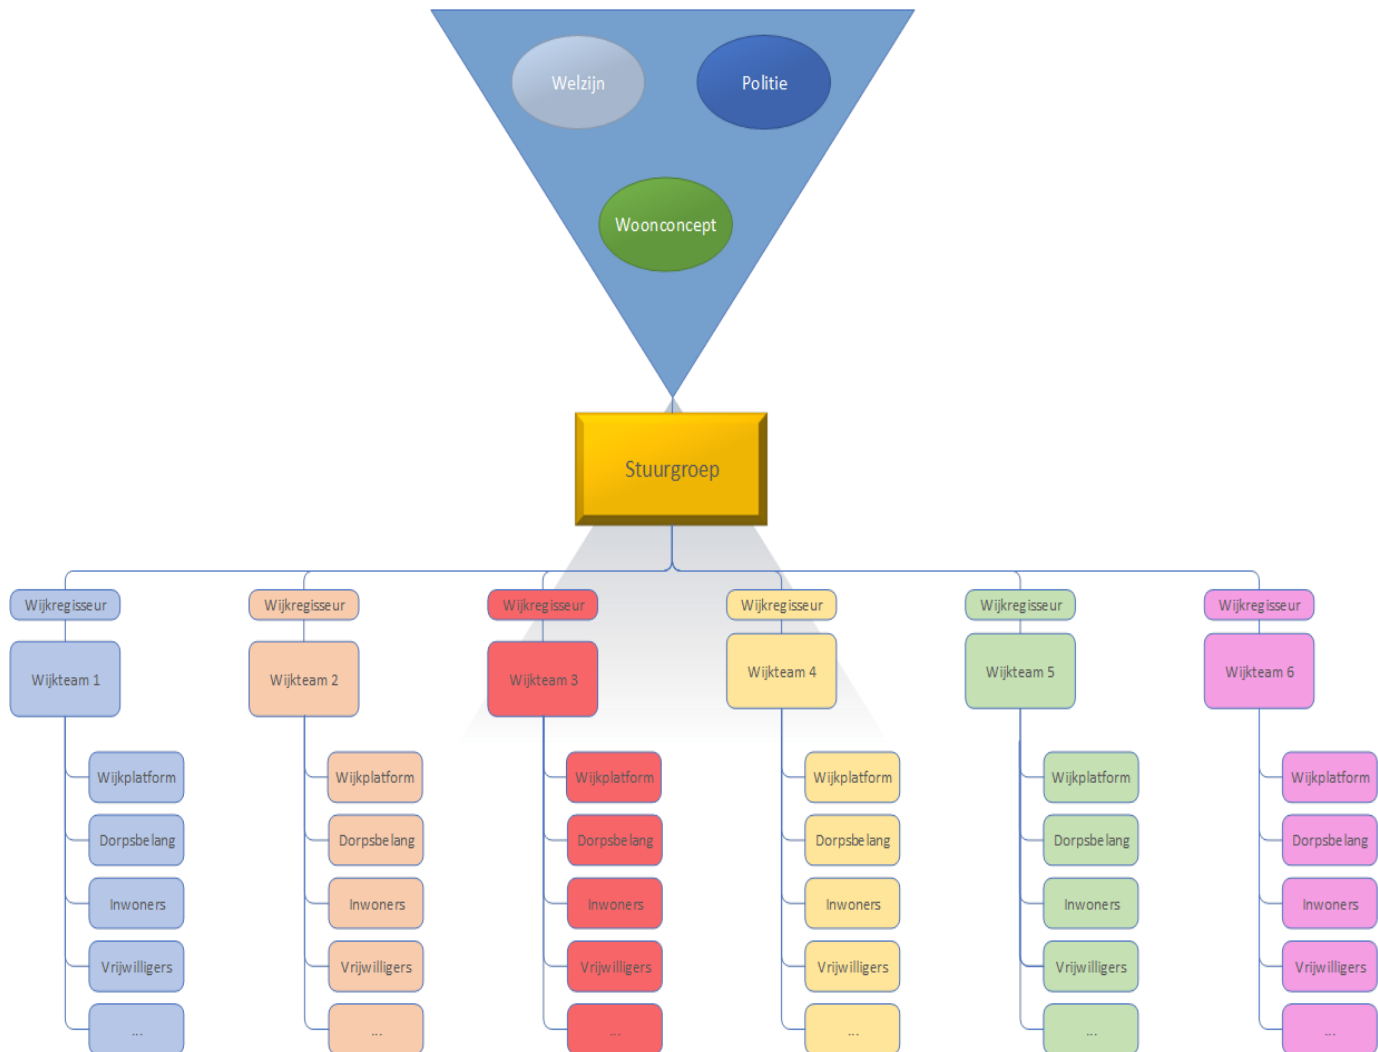 Welzijn
Politie
Woonconcept
Stuurgroep
Wijkregisseur
Wijkregisseur
Wijkregisseur
Wijkregisseur
Wijkregisseur
Wijkregisseur
Wijkteam 1
Wijkteam 2
Wijkteam 3
Wijkteam 4
Wijkteam 5
Wijkteam 6
Wijkplatform
Wijkplatform
Wijkplatform
Wijkplatform
Wijkplatform
Wijkplatform
Dorpsbelang
Dorpsbelang
Dorpsbelang
Dorpsbelang
Dorpsbelang
Dorpsbelang
Inwoners
Inwoners
Inwoners
Inwoners
Inwoners
Inwoners
Vrijwilligers
Vrijwilligers
Vrijwilligers
Vrijwilligers
Vrijwilligers
Vrijwilligers
...
...
...
...
...
...